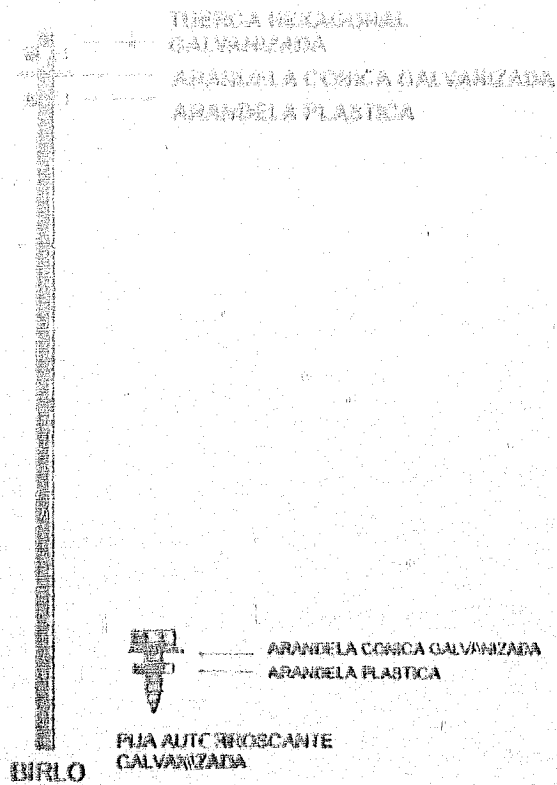 TUERCA HEXAGONAL
GALVANIZADA
ARANDELA CONICA GALVANIZADA
ARANDELA PLASTICA
ARANDELA CONICA GALVANIZADA
ARANDELA PLASTICA
PIJA AUTORROSCANTE
GALVANIZADA
BIRLO